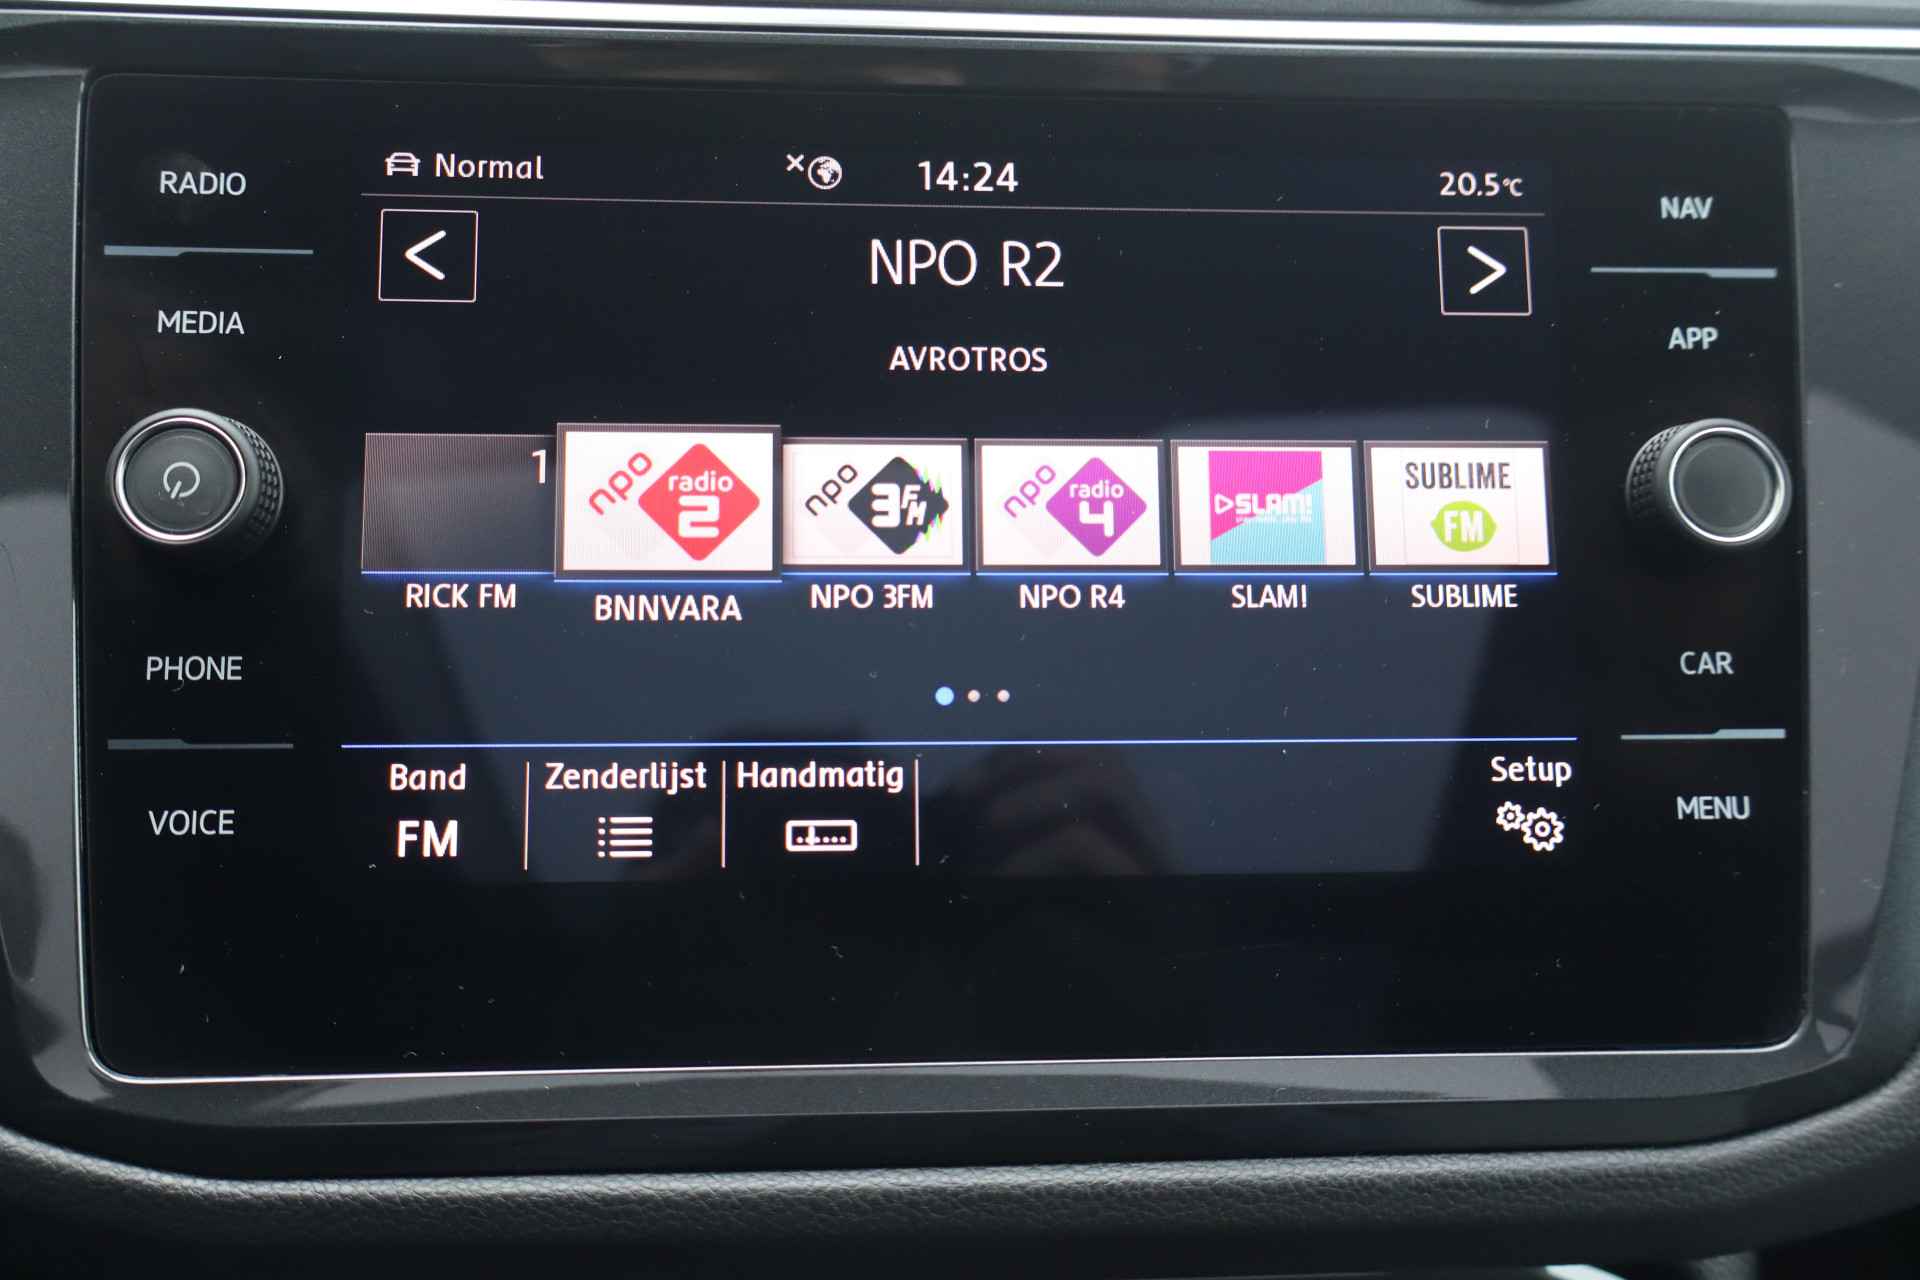 RADIO
MEDIA
PHONE
VOICE
Normal
14:24
20.5°C
<
NPO R2
>
AVROTROS
1
npo radio 2
npo 3FM
npo radio 4
SLAM!
SUBLIME
FM
RICK FM
BNNVARA
NPO 3FM
NPO R4
SLAM!
SUBLIME
Band
Zenderlijst
Handmatig
Setup
FM
NAV
APP
CAR
MENU